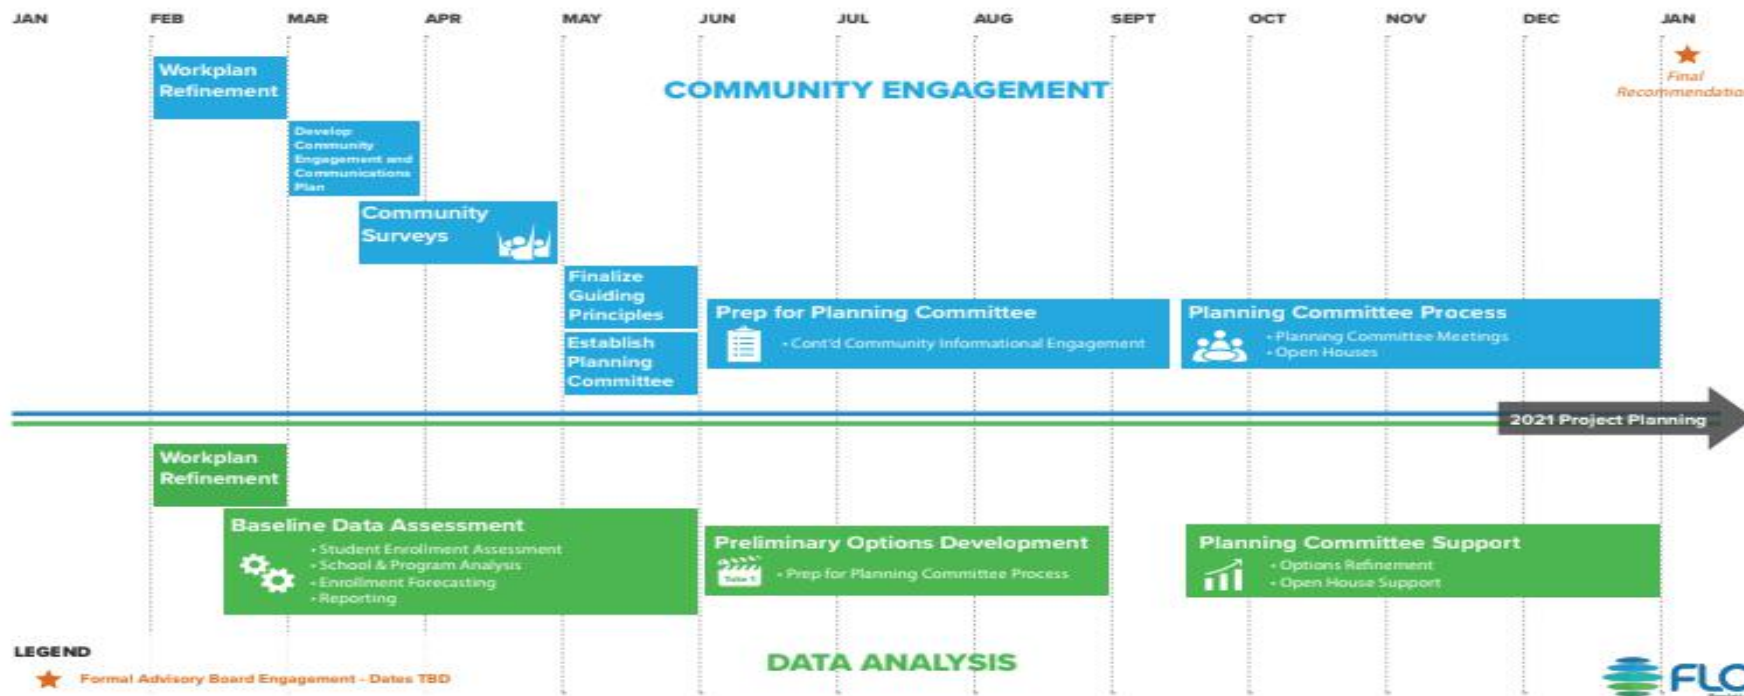 JAN FEB MAR APR MAY JUN JUL AUG SEPT OCT NOV DEC JAN
Workplan
Refinement
COMMUNITY ENGAGEMENT
Final
Recommendation
Develop
Community
Engagement and
Communications
Plan
Community
Surveys
Finalize
Guiding
Principles
Establish
Planning
Committee
Prep for Planning Committee
• Cont'd Community Informational Engagement
Planning Committee Process
• Planning Committee Meetings
• Open Houses
2021 Project Planning
Workplan
Refinement
Baseline Data Assessment
• Student Enrollment Assessment
• School & Program Analysis
• Enrollment Forecasting
• Reporting
Preliminary Options Development
Take 1
• Prep for Planning Committee Process
Planning Committee Support
• Options Refinement
• Open House Support
LEGEND
Formal Advisory Board Engagement - Dates TBD
DATA ANALYSIS
FLO